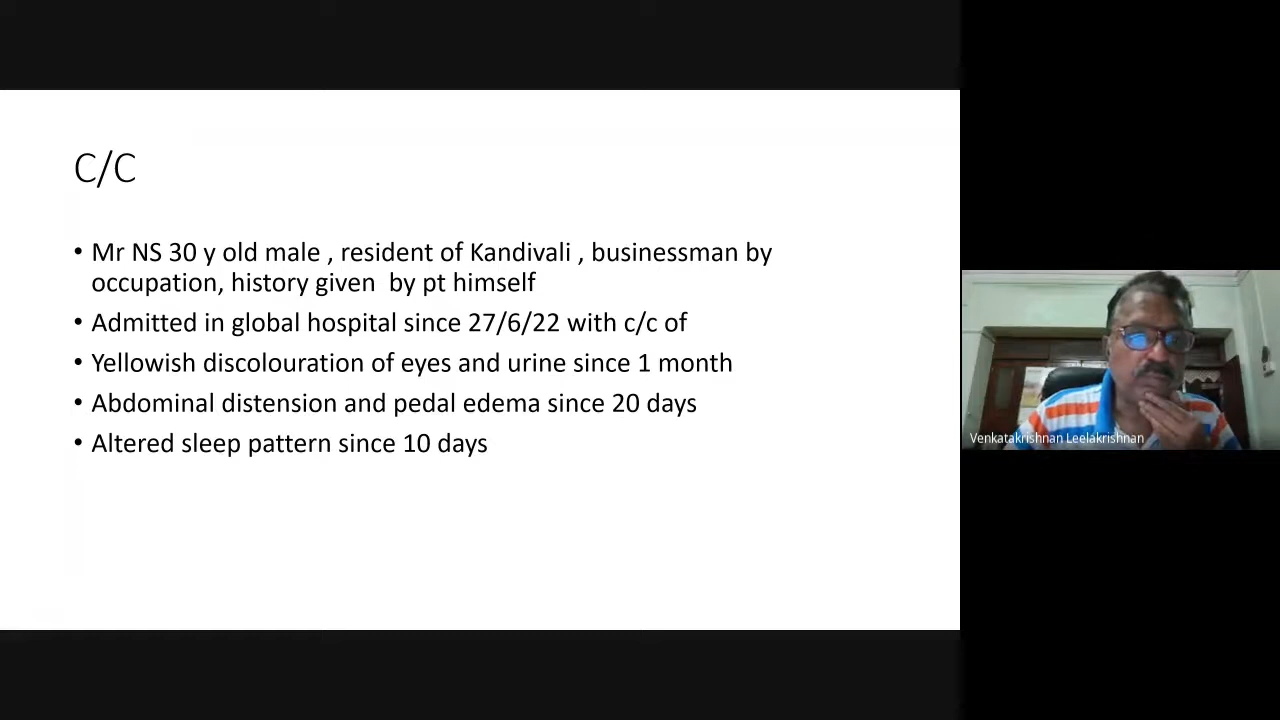 C/C
• Mr NS 30 y old male , resident of Kandivali , businessman by
occupation, history given  by pt himself
• Admitted in global hospital since 27/6/22 with c/c of
• Yellowish discolouration of eyes and urine since 1 month
• Abdominal distension and pedal edema since 20 days
• Altered sleep pattern since 10 days
Venkatakrishnan Leelakrishnan